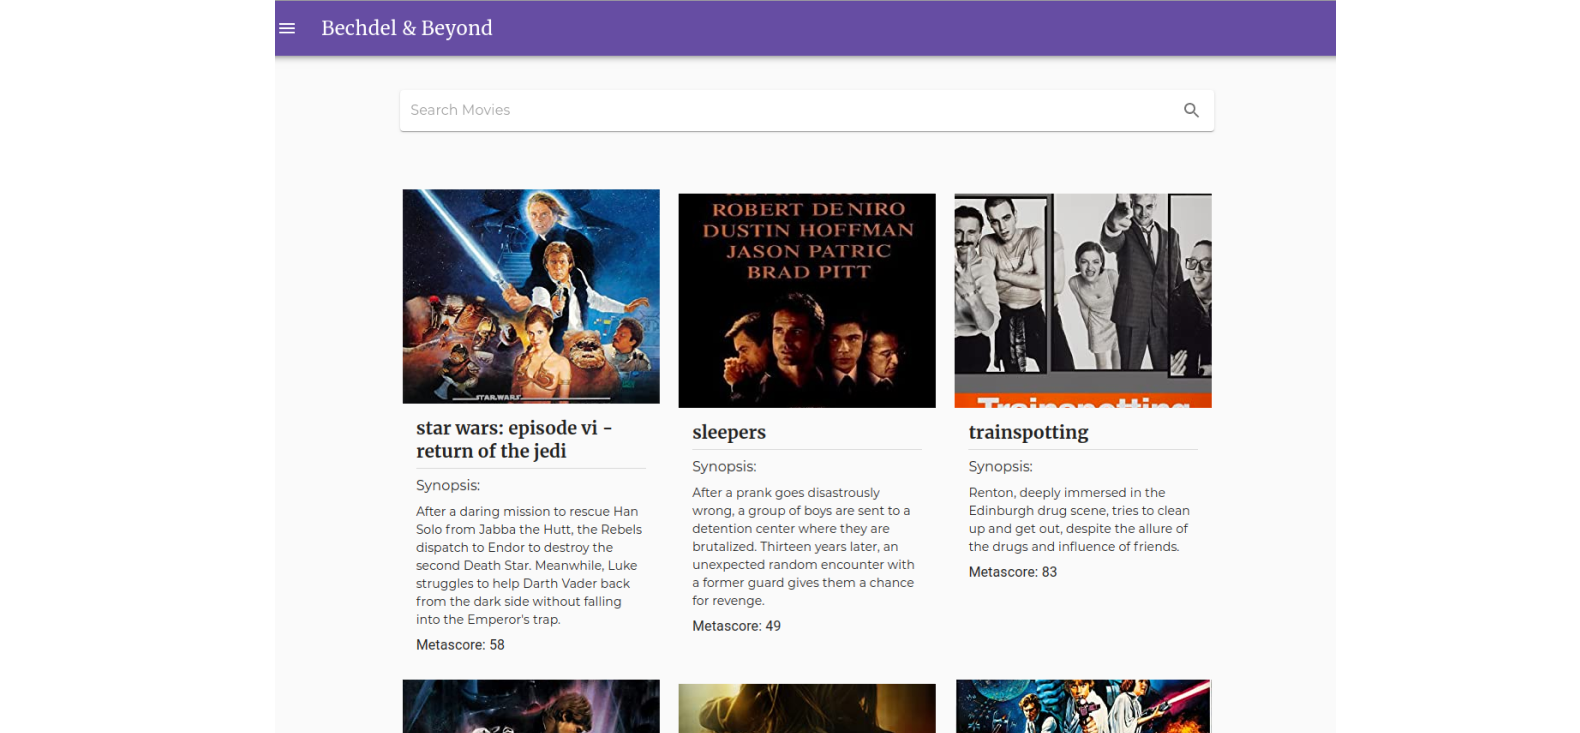 Bechdel & Beyond
Search Movies
STAR WARS
ROBERT DE NIRO
DUSTIN HOFFMAN
JASON PATRIC
BRAD PITT
Trainspotting
star wars: episode vi -
return of the jedi
Synopsis:
After a daring mission to rescue Han
Solo from Jabba the Hutt, the Rebels
dispatch to Endor to destroy the
second Death Star. Meanwhile, Luke
struggles to help Darth Vader back
from the dark side without falling
into the Emperor's trap.
Metascore: 58
sleepers
Synopsis:
After a prank goes disastrously
wrong, a group of boys are sent to a
detention center where they are
brutalized. Thirteen years later, an
unexpected random encounter with
a former guard gives them a chance
for revenge.
Metascore: 49
trainspotting
Synopsis:
Renton, deeply immersed in the
Edinburgh drug scene, tries to clean
up and get out, despite the allure of
the drugs and influence of friends.
Metascore: 83